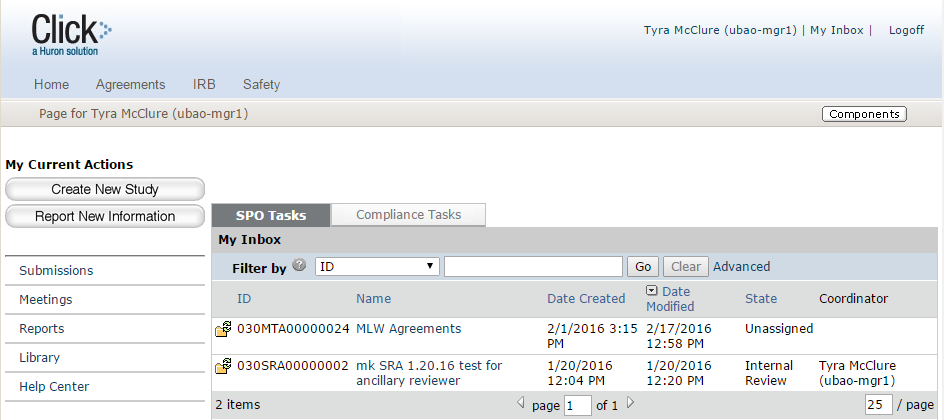 Click
a Huron solution
Tyra McClure (ubao-mgr1) | My Inbox | Logoff
Home Agreements IRB Safety
Page for Tyra McClure (ubao-mgr1) Components
My Current Actions
Create New Study
Report New Information
Submissions
Meetings
Reports
Library
Help Center
SPO Tasks Compliance Tasks
My Inbox
Filter by ? ID Go Clear Advanced
ID Name Date Created Date Modified State Coordinator
030MTA00000024 MLW Agreements 2/1/2016 3:15 PM 2/17/2016 12:58 PM Unassigned
030SRA00000002 mk SRA 1.20.16 test for ancillary reviewer 1/20/2016 12:04 PM 1/20/2016 12:20 PM Internal Review Tyra McClure (ubao-mgr1)
2 items page 1 of 1 25 / page